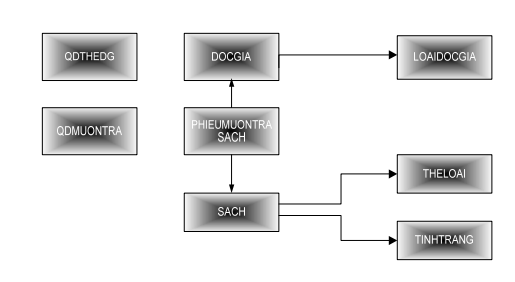 QDTHEDG
DOCGIA
LOAIDOCGIA
QDMUONTRA
PHIEUMUONTRA
SACH
THELOAI
SACH
TINHTRANG